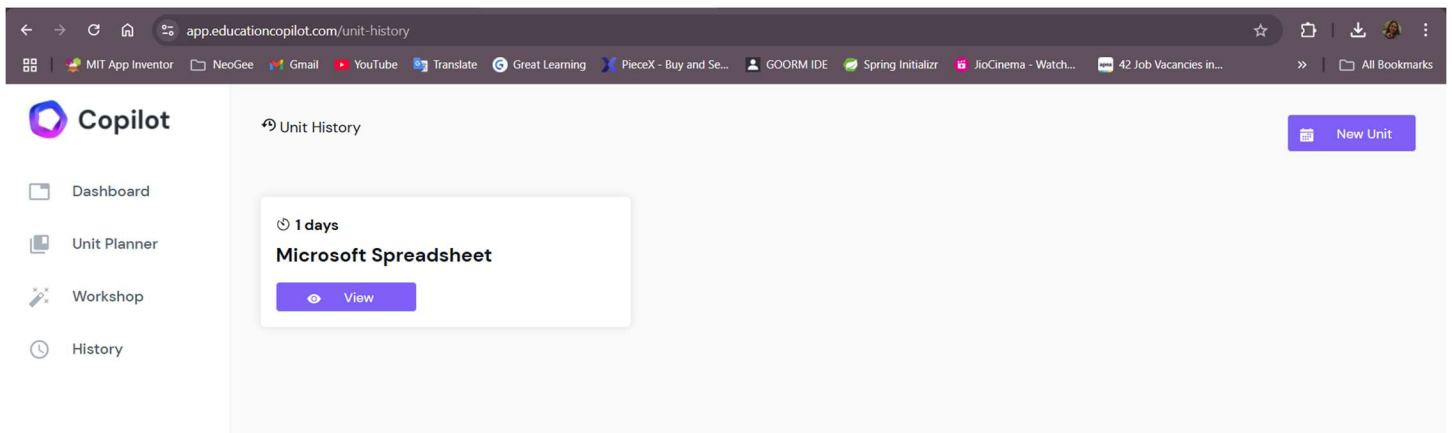 app.educationcopilot.com/unit-history
MIT App Inventor NeoGee Gmail YouTube Translate Great Learning PieceX - Buy and Se... GOORM IDE Spring Initializr JioCinema - Watch... 42 Job Vacancies in... » All Bookmarks
Copilot
Unit History
New Unit
Dashboard
Unit Planner
Workshop
History
1 days
Microsoft Spreadsheet
View